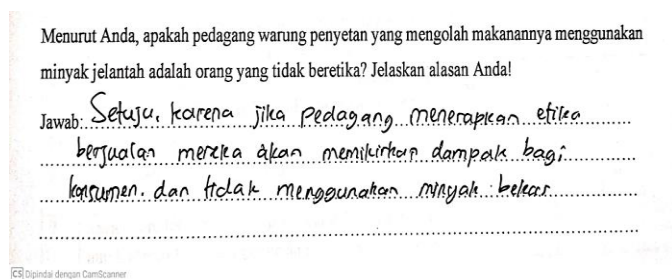 Menurut Anda, apakah pedagang warung penyetan yang mengolah makanannya menggunakan
minyak jelantah adalah orang yang tidak beretika? Jelaskan alasan Anda!
Jawab: Setuju, karena jika pedagang menerapkan etika
berjualan mereka akan memikirkan dampak bagi
konsumen. dan tidak menggunakan minyak bekas
CS Dipindai dengan CamScanner